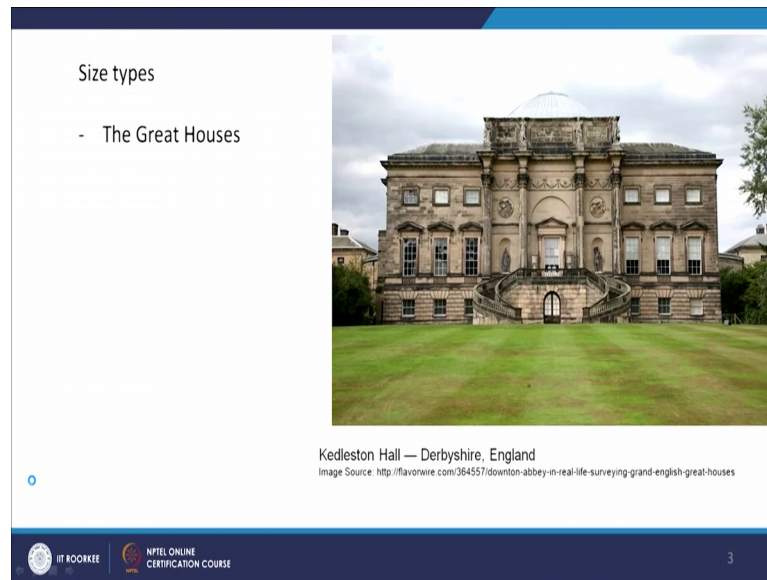 Size types
- The Great Houses
Kedleston Hall — Derbyshire, England
Image Source: http://flavorwire.com/364557/downton-abbey-in-real-life-surveying-grand-english-great-houses
IIT ROORKEE
NPTEL ONLINE
CERTIFICATION COURSE
3